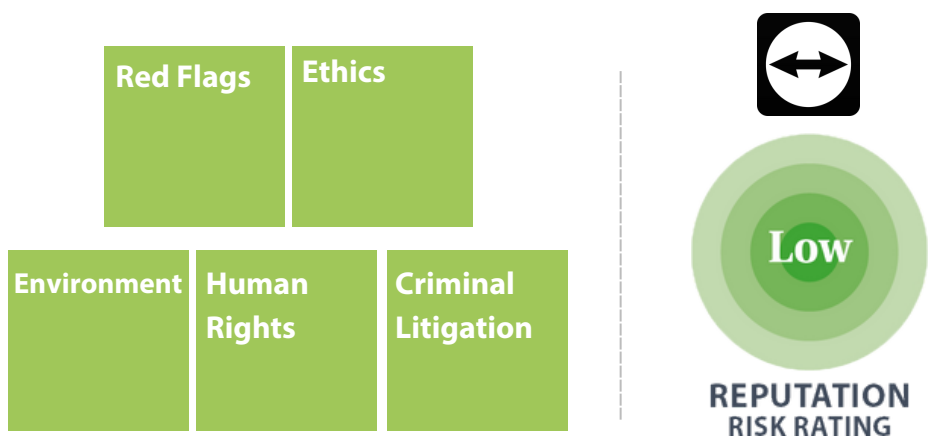 Red Flags
Ethics
Environment
Human
Rights
Criminal
Litigation
Low
REPUTATION
RISK RATING